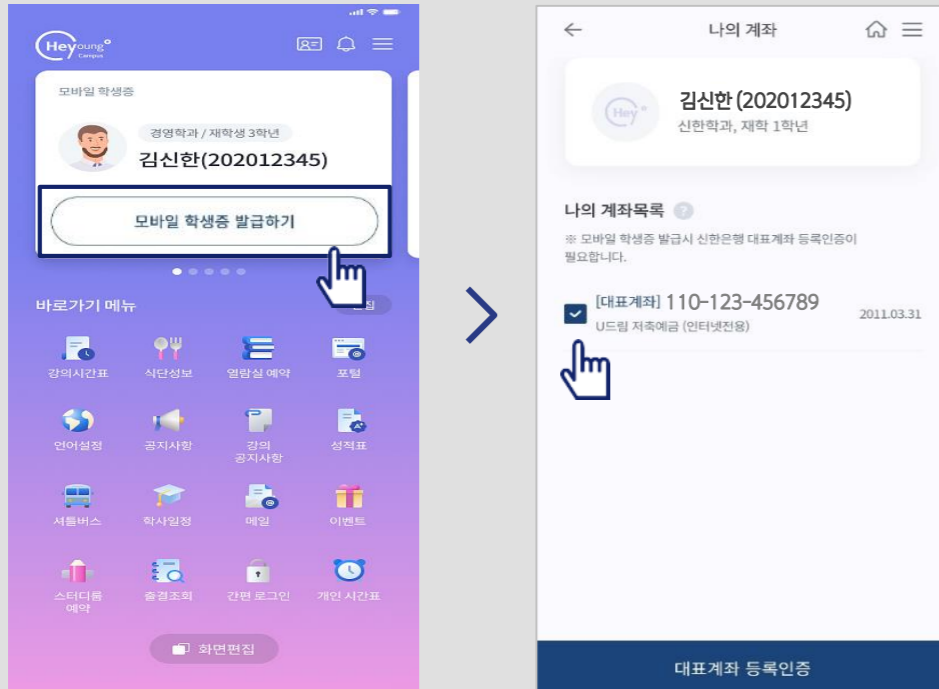 Heyoung°
Campus
모바일 학생증
경영학과 / 재학생 3학년
김신한(202012345)
모바일 학생증 발급하기
바로가기 메뉴
강의시간표
식단성보
열람실 예약
포털
언어설정
공지사항
강의
공지사항
성적표
셔틀버스
학사일정
메일
이벤트
스터디룸
예약
출결조회
간편 로그인
개인 시간표
화면편집
나의 계좌
Hey°
김신한 (202012345)
신한학과, 재학 1학년
나의 계좌목록 ?
※ 모바일 학생증 발급시 신한은행 대표계좌 등록인증이
필요합니다.
[대표계좌] 110-123-456789
U드림 저축예금 (인터넷전용)
2011.03.31
대표계좌 등록인증